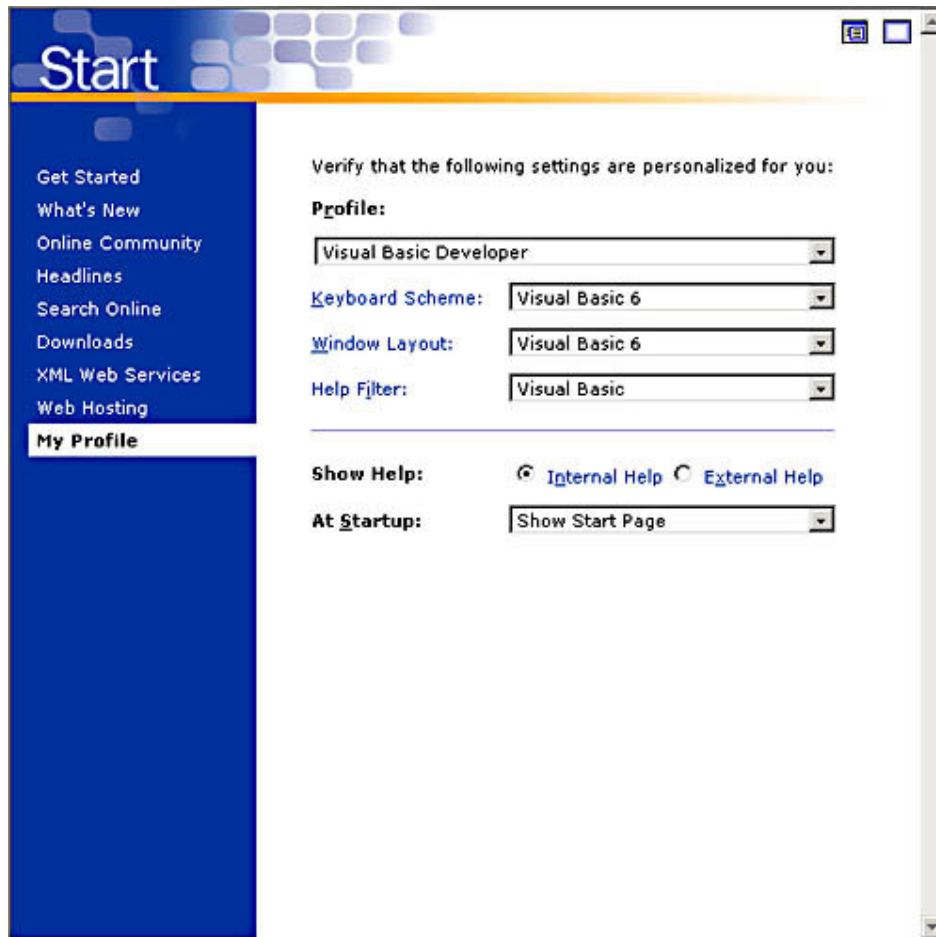 Start
Get Started
What's New
Online Community
Headlines
Search Online
Downloads
XML Web Services
Web Hosting
My Profile
Verify that the following settings are personalized for you:
Profile:
Visual Basic Developer
Keyboard Scheme: Visual Basic 6
Window Layout: Visual Basic 6
Help Filter: Visual Basic
Show Help: Internal Help External Help
At Startup: Show Start Page